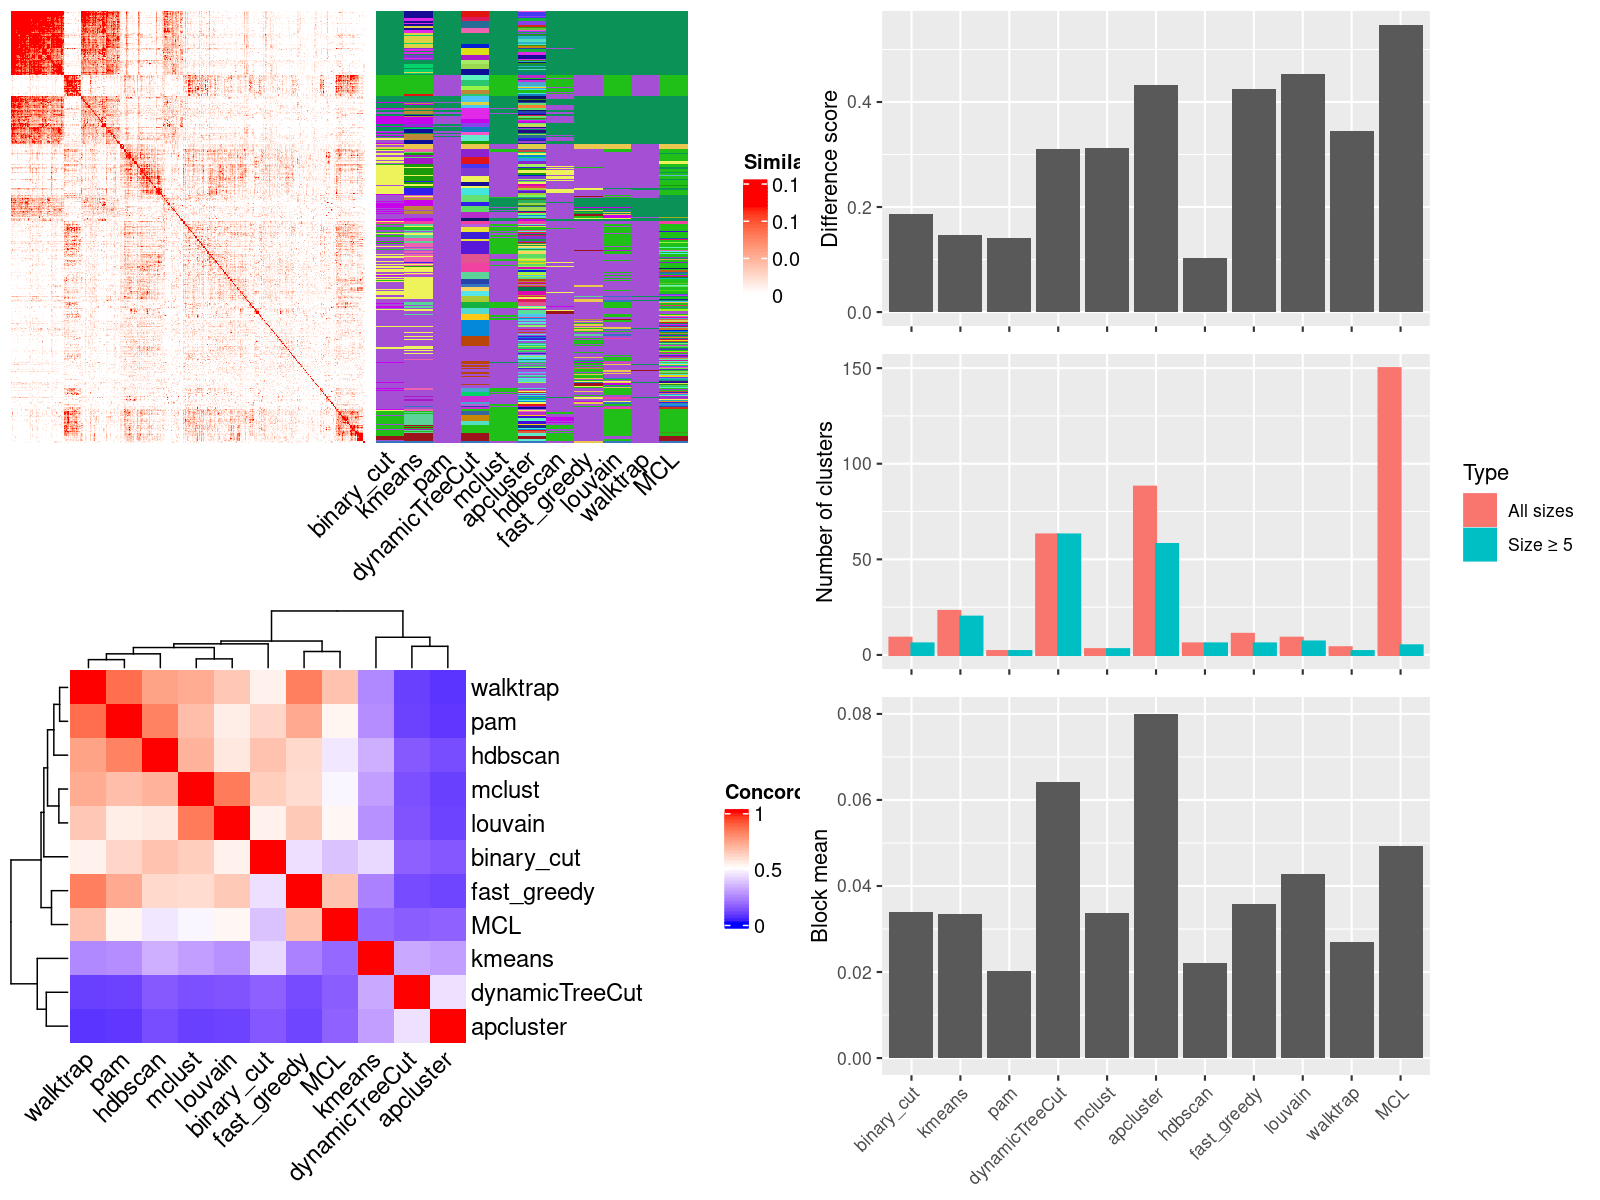 Simila
0.1
0.1
0.0
0
binary_cut
kmeans
pam
dynamicTreeCut
mclust
apcluster
hdbscan
fast_greedy
louvain
walktrap
MCL
Difference score
0.4
0.2
0.0
Number of clusters
150
100
50
0
Type
All sizes
Size ≥ 5
walktrap
pam
hdbscan
mclust
louvain
binary_cut
fast_greedy
MCL
kmeans
dynamicTreeCut
apcluster
walktrap
pam
hdbscan
mclust
louvain
binary_cut
fast_greedy
MCL
kmeans
dynamicTreeCut
apcluster
Concord
1
0.5
0
Block mean
0.08
0.06
0.04
0.02
0.00
binary_cut
kmeans
pam
dynamicTreeCut
mclust
apcluster
hdbscan
fast_greedy
louvain
walktrap
MCL